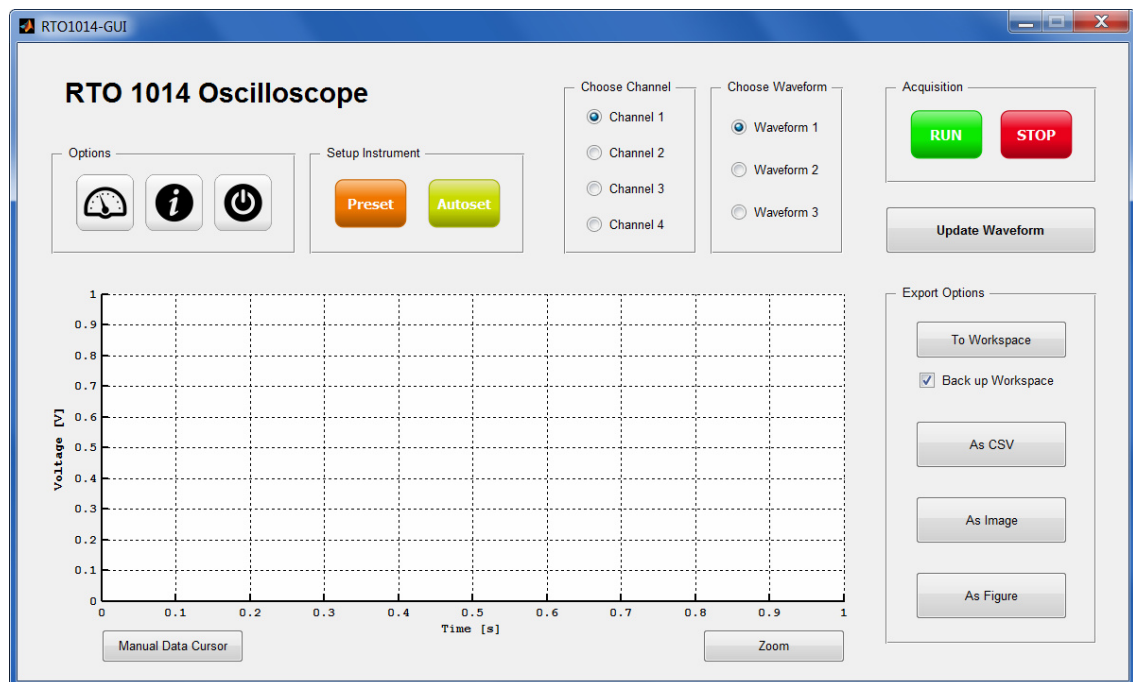 RTO1014-GUI
RTO 1014 Oscilloscope
Options
Setup Instrument
Preset
Autoset
Choose Channel
Channel 1
Channel 2
Channel 3
Channel 4
Choose Waveform
Waveform 1
Waveform 2
Waveform 3
Acquisition
RUN
STOP
Update Waveform
1
0.9
0.8
0.7
0.6
0.5
0.4
0.3
0.2
0.1
0
Voltage [V]
0 0.1 0.2 0.3 0.4 0.5 0.6 0.7 0.8 0.9 1
Time [s]
Manual Data Cursor
Zoom
Export Options
To Workspace
Back up Workspace
As CSV
As Image
As Figure